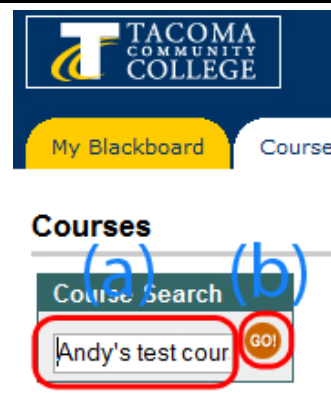 TACOMA
COMMUNITY
COLLEGE
My Blackboard Course
Courses
(a) (b)
Course Search
Andy's test cour GO!